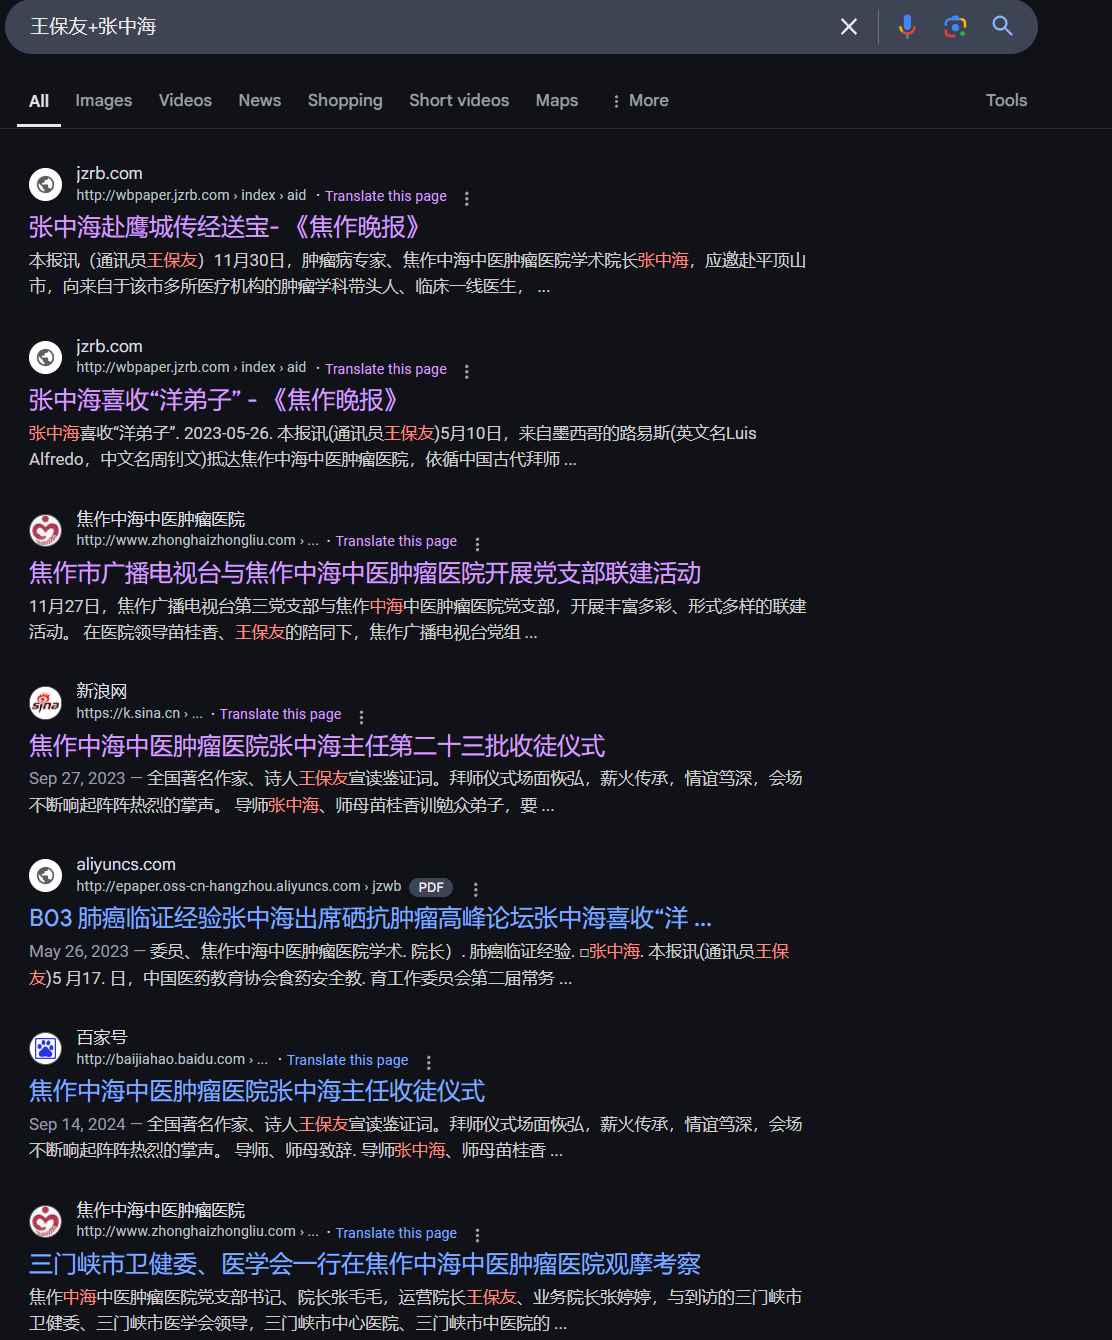 王保友+张中海
All Images Videos News Shopping Short videos Maps More Tools
jzrb.com
http://wbpaper.jzrb.com › index › aid · Translate this page
张中海赴鹰城传经送宝- 《焦作晚报》
本报讯（通讯员王保友）11月30日，肿瘤病专家、焦作中海中医肿瘤医院学术院长张中海，应邀赴平顶山
市，向来自于该市多所医疗机构的肿瘤学科带头人、临床一线医生， ...
jzrb.com
http://wbpaper.jzrb.com › index › aid · Translate this page
张中海喜收“洋弟子” - 《焦作晚报》
张中海喜收“洋弟子”. 2023-05-26. 本报讯(通讯员王保友)5月10日，来自墨西哥的路易斯(英文名Luis
Alfredo，中文名周钊文)抵达焦作中海中医肿瘤医院，依循中国古代拜师 ...
焦作中海中医肿瘤医院
http://www.zhonghaizhongliu.com › ... · Translate this page
焦作市广播电视台与焦作中海中医肿瘤医院开展党支部联建活动
11月27日，焦作广播电视台第三党支部与焦作中海中医肿瘤医院党支部，开展丰富多彩、形式多样的联建
活动。 在医院领导苗桂香、王保友的陪同下，焦作广播电视台党组 ...
新浪网
sina
https://k.sina.cn › ... · Translate this page
焦作中海中医肿瘤医院张中海主任第二十三批收徒仪式
Sep 27, 2023 — 全国著名作家、诗人王保友宣读鉴证词。拜师仪式场面恢弘，薪火传承，情谊笃深，会场
不断响起阵阵热烈的掌声。 导师张中海、师母苗桂香训勉众弟子，要 ...
aliyuncs.com
http://epaper.oss-cn-hangzhou.aliyuncs.com › jzwb PDF
B03 肺癌临证经验张中海出席硒抗肿瘤高峰论坛张中海喜收“洋 ...
May 26, 2023 — 委员、焦作中海中医肿瘤医院学术. 院长）. 肺癌临证经验. □张中海. 本报讯(通讯员王保
友)5 月17. 日，中国医药教育协会食药安全教. 育工作委员会第二届常务 ...
百家号
http://baijiahao.baidu.com › ... · Translate this page
焦作中海中医肿瘤医院张中海主任收徒仪式
Sep 14, 2024 — 全国著名作家、诗人王保友宣读鉴证词。拜师仪式场面恢弘，薪火传承，情谊笃深，会场
不断响起阵阵热烈的掌声。 导师、师母致辞. 导师张中海、师母苗桂香 ...
焦作中海中医肿瘤医院
http://www.zhonghaizhongliu.com › ... · Translate this page
三门峡市卫健委、医学会一行在焦作中海中医肿瘤医院观摩考察
焦作中海中医肿瘤医院党支部书记、院长张毛毛，运营院长王保友、业务院长张婷婷，与到访的三门峡市
卫健委、三门峡市医学会领导，三门峡市中心医院、三门峡市中医院的 ...